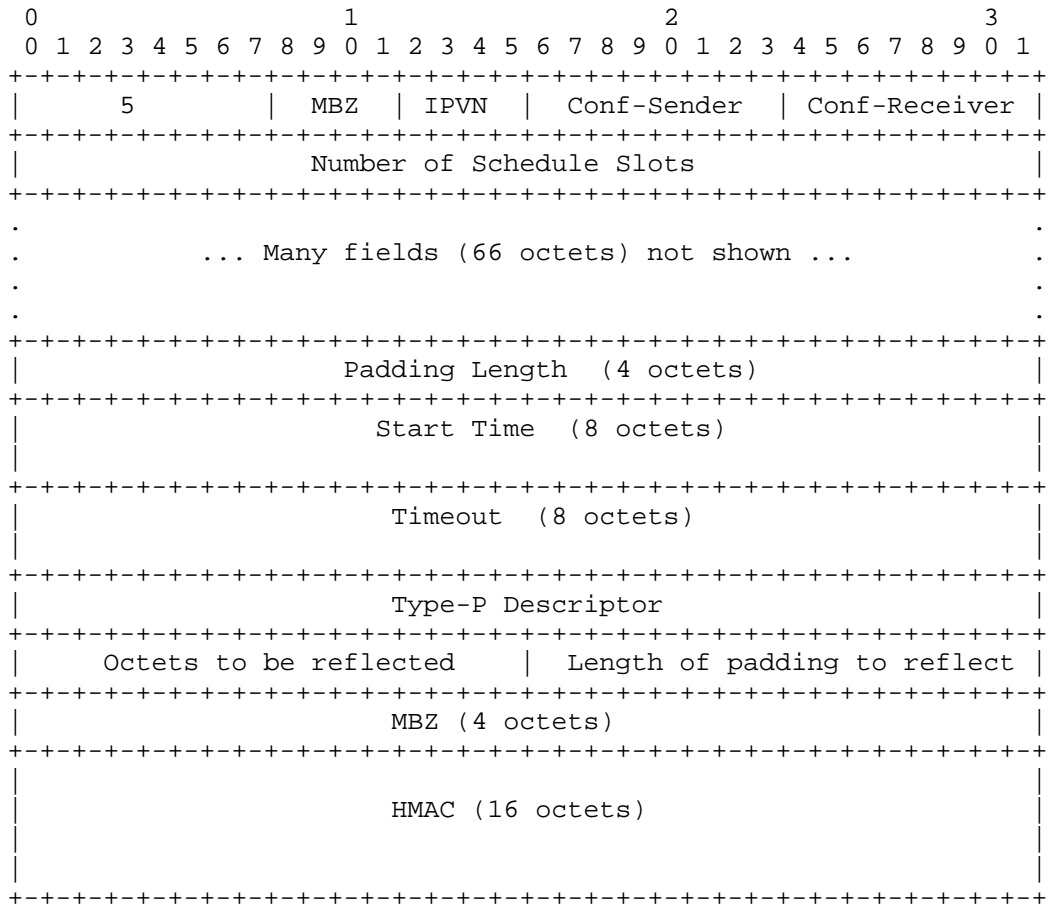 0                   1                   2                   3
 0 1 2 3 4 5 6 7 8 9 0 1 2 3 4 5 6 7 8 9 0 1 2 3 4 5 6 7 8 9 0 1
+-+-+-+-+-+-+-+-+-+-+-+-+-+-+-+-+-+-+-+-+-+-+-+-+-+-+-+-+-+-+-+-+
|      5        |  MBZ  | IPVN  |  Conf-Sender  | Conf-Receiver |
+-+-+-+-+-+-+-+-+-+-+-+-+-+-+-+-+-+-+-+-+-+-+-+-+-+-+-+-+-+-+-+-+
|                  Number of Schedule Slots                     |
+-+-+-+-+-+-+-+-+-+-+-+-+-+-+-+-+-+-+-+-+-+-+-+-+-+-+-+-+-+-+-+-+
.                                                               .
.           ... Many fields (66 octets) not shown ...           .
.                                                               .
.                                                               .
+-+-+-+-+-+-+-+-+-+-+-+-+-+-+-+-+-+-+-+-+-+-+-+-+-+-+-+-+-+-+-+-+
|                    Padding Length  (4 octets)                 |
+-+-+-+-+-+-+-+-+-+-+-+-+-+-+-+-+-+-+-+-+-+-+-+-+-+-+-+-+-+-+-+-+
|                      Start Time  (8 octets)                   |
|                                                               |
+-+-+-+-+-+-+-+-+-+-+-+-+-+-+-+-+-+-+-+-+-+-+-+-+-+-+-+-+-+-+-+-+
|                       Timeout  (8 octets)                     |
|                                                               |
+-+-+-+-+-+-+-+-+-+-+-+-+-+-+-+-+-+-+-+-+-+-+-+-+-+-+-+-+-+-+-+-+
|                       Type-P Descriptor                       |
+-+-+-+-+-+-+-+-+-+-+-+-+-+-+-+-+-+-+-+-+-+-+-+-+-+-+-+-+-+-+-+-+
|     Octets to be reflected    |  Length of padding to reflect |
+-+-+-+-+-+-+-+-+-+-+-+-+-+-+-+-+-+-+-+-+-+-+-+-+-+-+-+-+-+-+-+-+
|                       MBZ (4 octets)                          |
+-+-+-+-+-+-+-+-+-+-+-+-+-+-+-+-+-+-+-+-+-+-+-+-+-+-+-+-+-+-+-+-+
|                                                               |
|                       HMAC (16 octets)                        |
|                                                               |
|                                                               |
+-+-+-+-+-+-+-+-+-+-+-+-+-+-+-+-+-+-+-+-+-+-+-+-+-+-+-+-+-+-+-+-+